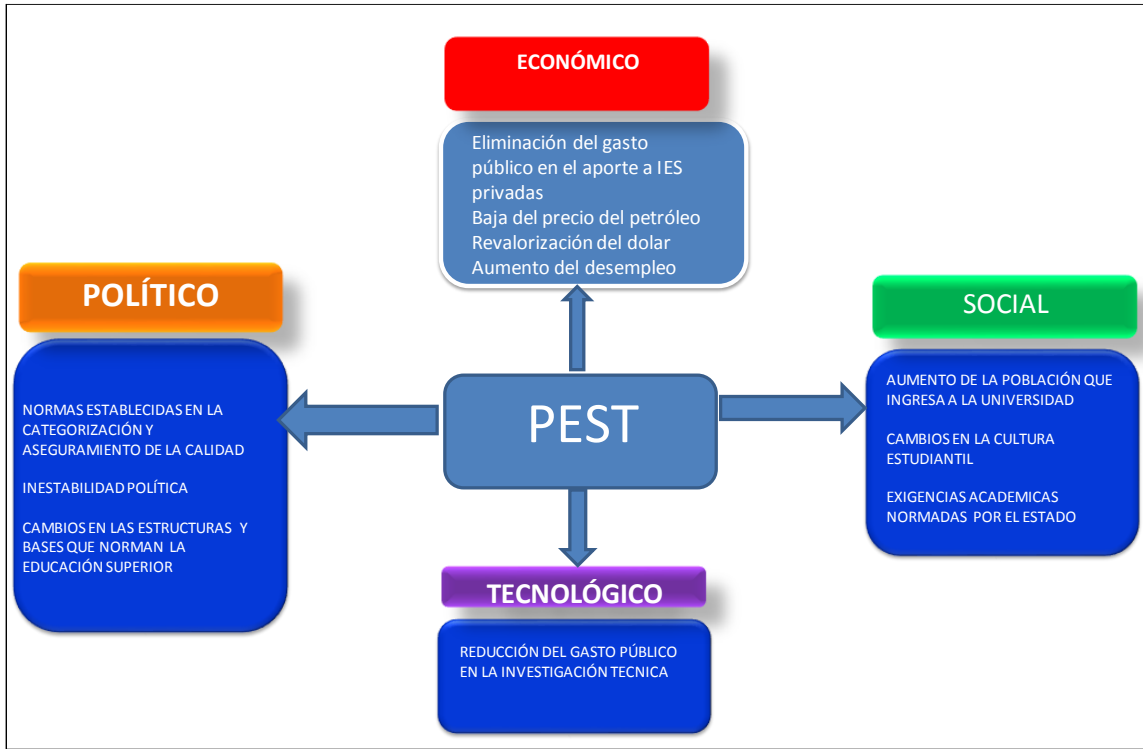 ECONÓMICO
Eliminación del gasto
público en el aporte a IES
privadas
Baja del precio del petróleo
Revalorización del dolar
Aumento del desempleo
POLÍTICO
NORMAS ESTABLECIDAS EN LA
CATEGORIZACIÓN Y
ASEGURAMIENTO DE LA CALIDAD
INESTABILIDAD POLÍTICA
CAMBIOS EN LAS ESTRUCTURAS Y
BASES QUE NORMAN LA
EDUCACIÓN SUPERIOR
PEST
SOCIAL
AUMENTO DE LA POBLACIÓN QUE
INGRESA A LA UNIVERSIDAD
CAMBIOS EN LA CULTURA
ESTUDIANTIL
EXIGENCIAS ACADEMICAS
NORMADAS POR EL ESTADO
TECNOLÓGICO
REDUCCIÓN DEL GASTO PÚBLICO
EN LA INVESTIGACIÓN TECNICA